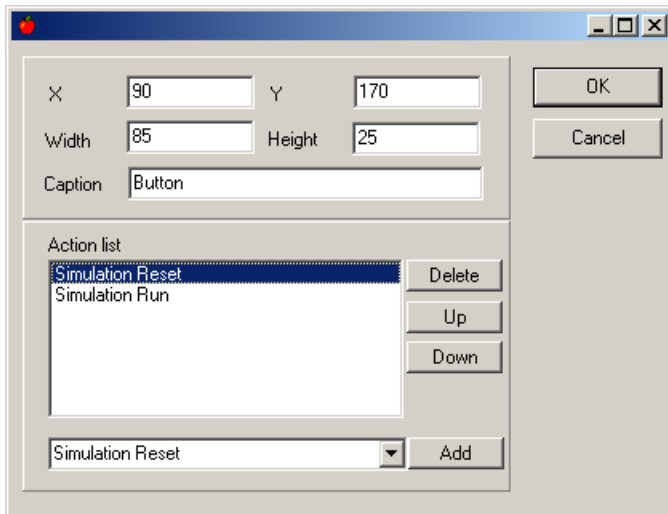 X 90 Y 170 OK
Width 85 Height 25 Cancel
Caption Button
Action list
Simulation Reset Delete
Simulation Run
Up
Down
Simulation Reset Add